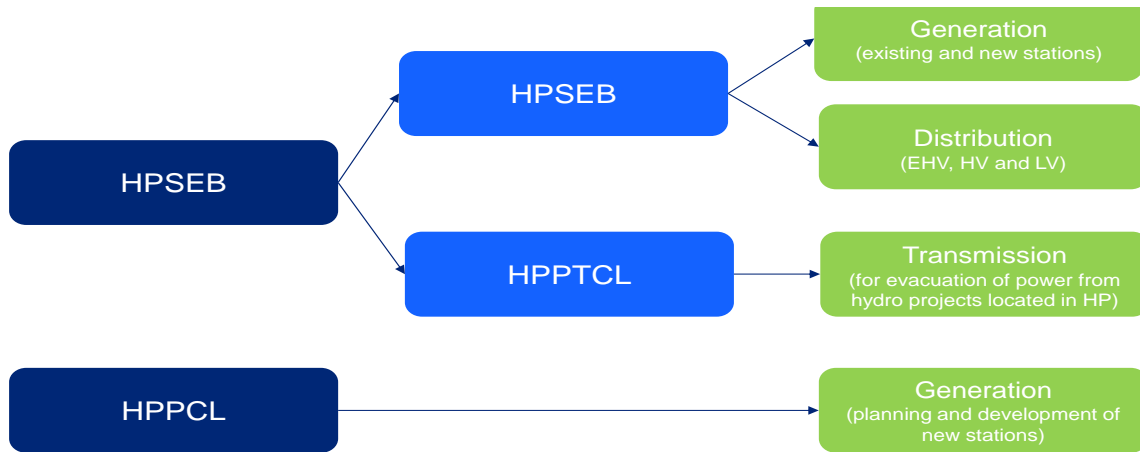 Generation
(existing and new stations)
HPSEB
Distribution
(EHV, HV and LV)
HPSEB
Transmission
(for evacuation of power from
hydro projects located in HP)
HPPTCL
Generation
(planning and development of
new stations)
HPPCL